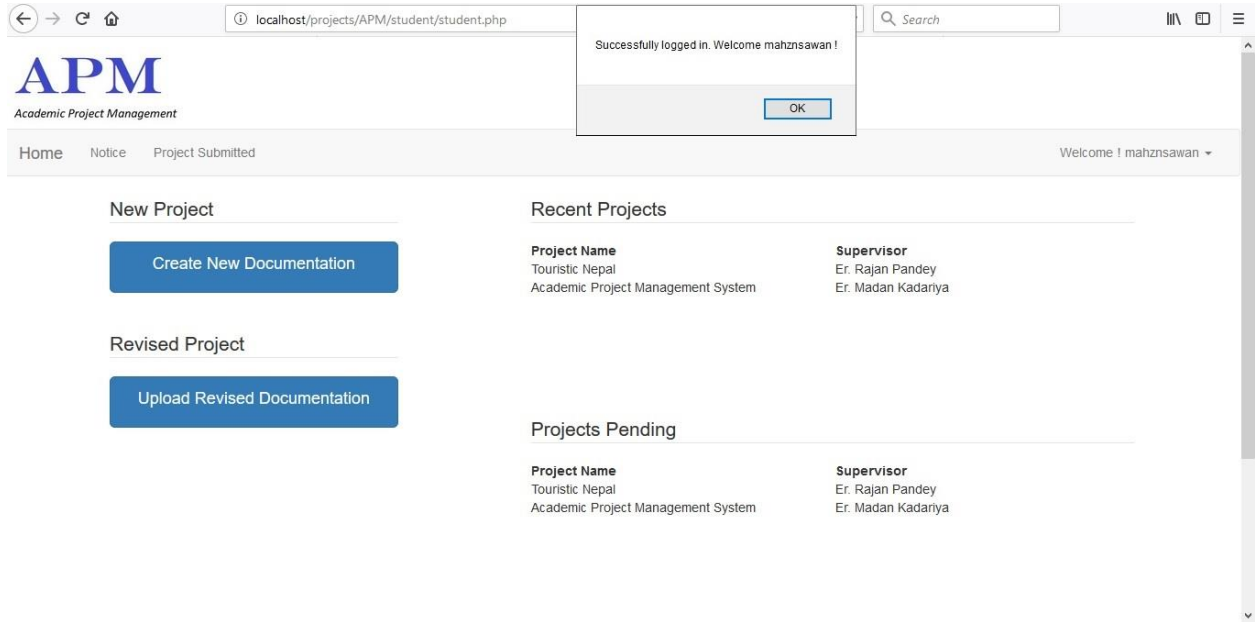 localhost/projects/APM/student/student.php
Search
Successfully logged in. Welcome mahznsawan !
OK
APM
Academic Project Management
Home Notice Project Submitted Welcome ! mahznsawan
New Project
Create New Documentation
Revised Project
Upload Revised Documentation
Recent Projects
Project Name Supervisor
Touristic Nepal Er. Rajan Pandey
Academic Project Management System Er. Madan Kadariya
Projects Pending
Project Name Supervisor
Touristic Nepal Er. Rajan Pandey
Academic Project Management System Er. Madan Kadariya